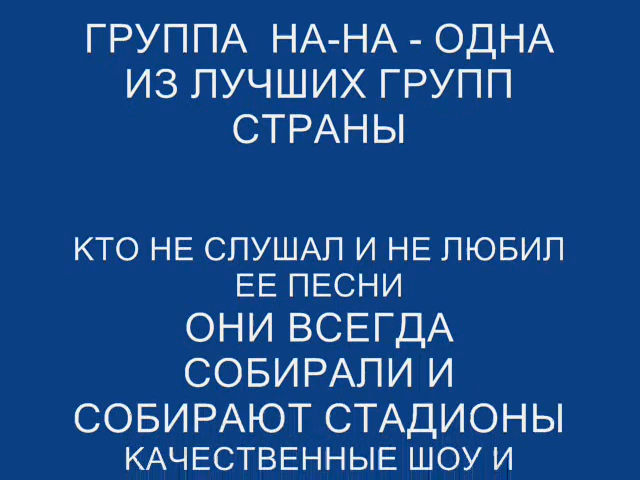 ГРУППА НА-НА - ОДНА
ИЗ ЛУЧШИХ ГРУПП
СТРАНЫ
КТО НЕ СЛУШАЛ И НЕ ЛЮБИЛ
ЕЕ ПЕСНИ
ОНИ ВСЕГДА
СОБИРАЛИ И
СОБИРАЮТ СТАДИОНЫ
КАЧЕСТВЕННЫЕ ШОУ И